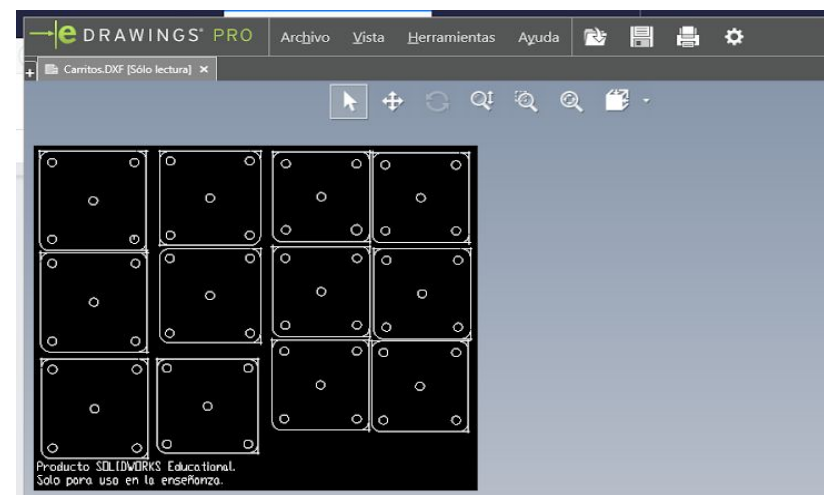 eDRAWINGS® PRO Archivo Vista Herramientas Ayuda
Carritos.DXF [Sólo lectura]
Producto SOLIDWORKS Educational.
Solo para uso en la enseñanza.